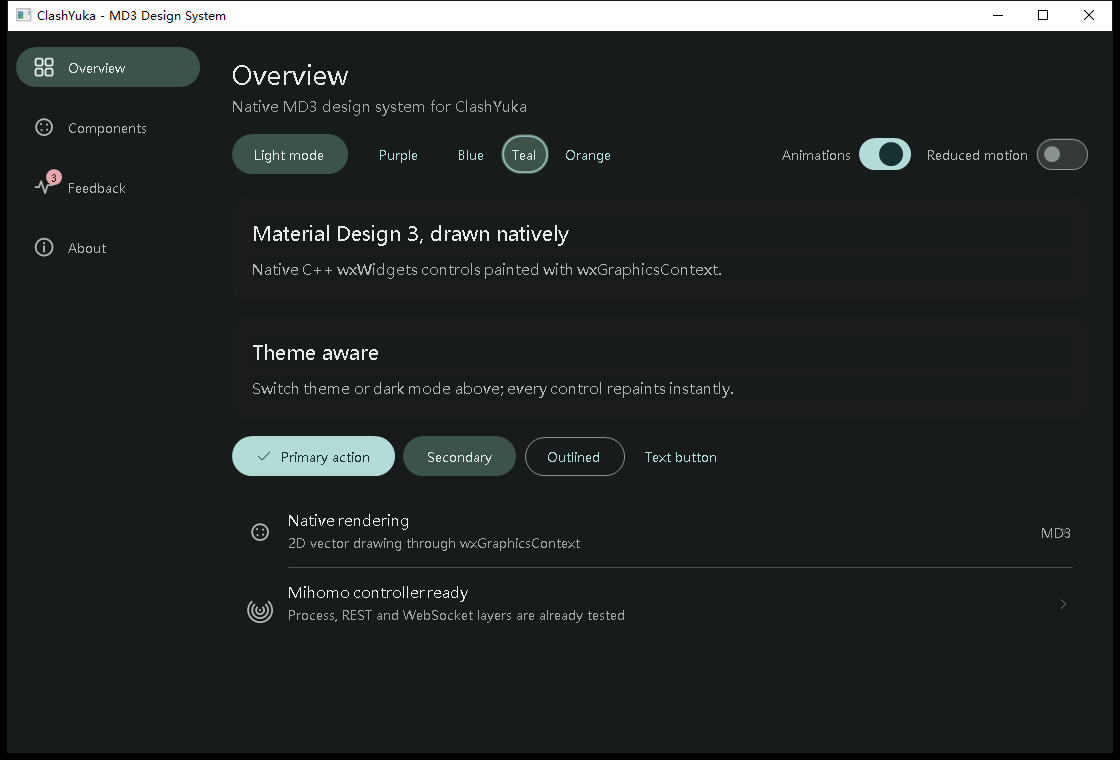 ClashYuka - MD3 Design System
Overview
Components
3
Feedback
About
Overview
Native MD3 design system for ClashYuka
Light mode Purple Blue Teal Orange Animations Reduced motion
Material Design 3, drawn natively
Native C++ wxWidgets controls painted with wxGraphicsContext.
Theme aware
Switch theme or dark mode above; every control repaints instantly.
Primary action Secondary Outlined Text button
Native rendering
2D vector drawing through wxGraphicsContext
MD3
Mihomo controller ready
Process, REST and WebSocket layers are already tested